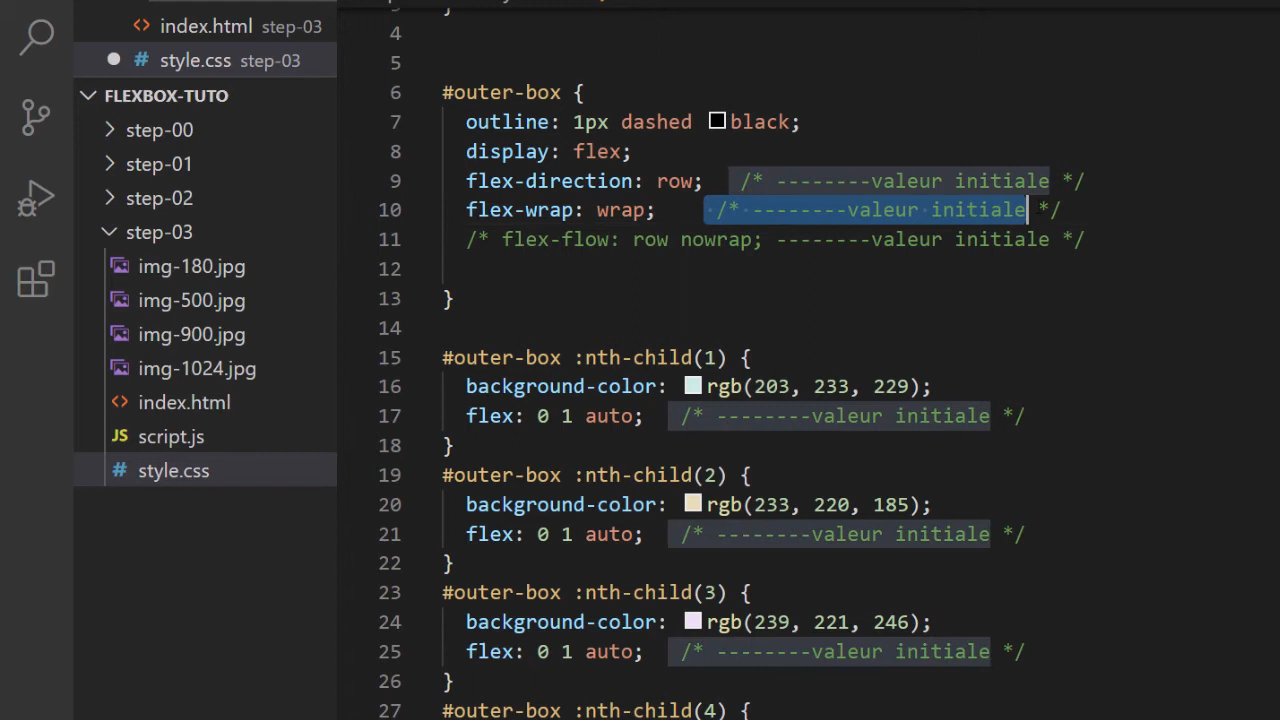 index.html step-03
# style.css step-03
FLEXBOX-TUTO
step-00
step-01
step-02
step-03
img-180.jpg
img-500.jpg
img-900.jpg
img-1024.jpg
index.html
JS script.js
# style.css
3 }
4
5
6 #outer-box {
7 outline: 1px dashed black;
8 display: flex;
9 flex-direction: row; /* --------valeur initiale */
10 flex-wrap: wrap; /* --------valeur initiale */
11 /* flex-flow: row nowrap; --------valeur initiale */
12
13 }
14
15 #outer-box :nth-child(1) {
16 background-color: rgb(203, 233, 229);
17 flex: 0 1 auto; /* --------valeur initiale */
18 }
19 #outer-box :nth-child(2) {
20 background-color: rgb(233, 220, 185);
21 flex: 0 1 auto; /* --------valeur initiale */
22 }
23 #outer-box :nth-child(3) {
24 background-color: rgb(239, 221, 246);
25 flex: 0 1 auto; /* --------valeur initiale */
26 }
27 #outer-box :nth-child(4) {